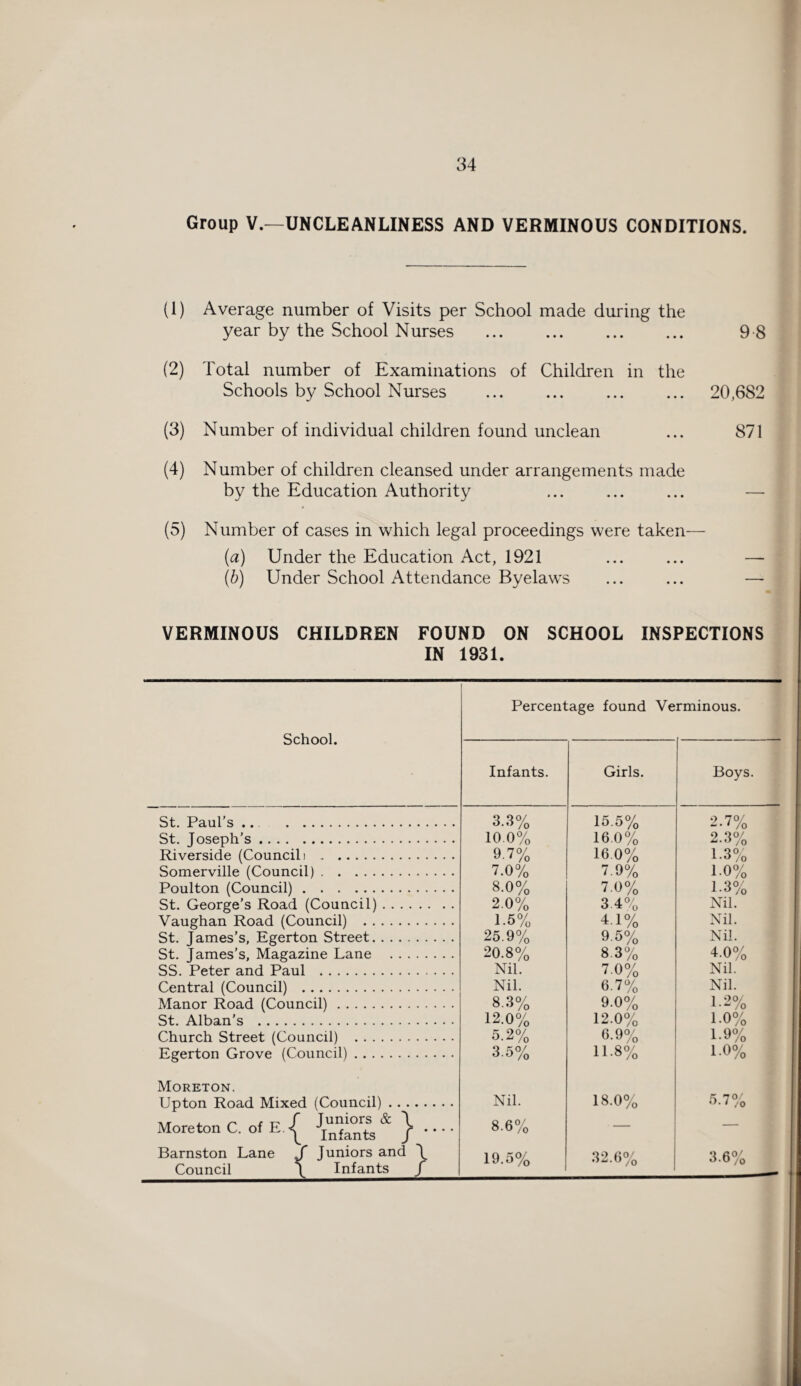 34
Group V.—UNCLEANLINESS AND VERMINOUS CONDITIONS.
(1) Average number of Visits per School made during the
year by the School Nurses ... ... ... ... 9·8
(2) Total number of Examinations of Children in the
Schools by School Nurses ... ... ... ... 20,682
(3) Number of individual children found unclean ... 871
(4) Number of children cleansed under arrangements made
by the Education Authority ... ... ... —
(5) Number of cases in which legal proceedings were taken—
(a) Under the Education Act, 1921 ... ... —
(b) Under School Attendance Byelaws ... ... —
VERMINOUS CHILDREN FOUND ON SCHOOL INSPECTIONS
IN 1931.
School. Percentage found Verminous.
Infants. Girls. Boys.
St. Paul's 3.3% 15.5% 2.7%
St. Joseph's 10.0% 16.0% 2.3%
Riverside (Council) 9.7% 16.0% 1.3%
Somerville (Council) 7.0% 7.9% 1.0%
Poulton (Council) 8.0% 7.0% 1.3%
St. George's Road (Council) 2.0% 3.4% Nil.
Vaughan Road (Council) 1.5% 4.1% Nil.
St. James's, Egerton Street 25.9% 9.5% Nil.
St. James's, Magazine Lane 20.8% 8.3% 4.0%
SS. Peter and Paul Nil. 7.0% Nil.
Central (Council) Nil. 6.7% Nil.
Manor Road (Council) 8.3% 9.0% 1.2%
St. Alban's 12.0% 12.0% 1.0%
Church Street (Council) 5.2% 6.9% 1.9%
Egerton Grove (Council) 3.5% 11.8% 1.0%
MORETON.
Upton Road Mixed (Council) Nil. 18.0% 5.7%
Moreton C. of E. { Juniors & Infants } 8.6% — —
Barnston Lane { Juniors and } 19.5% 32.6% 3.6%
Council { Infants }